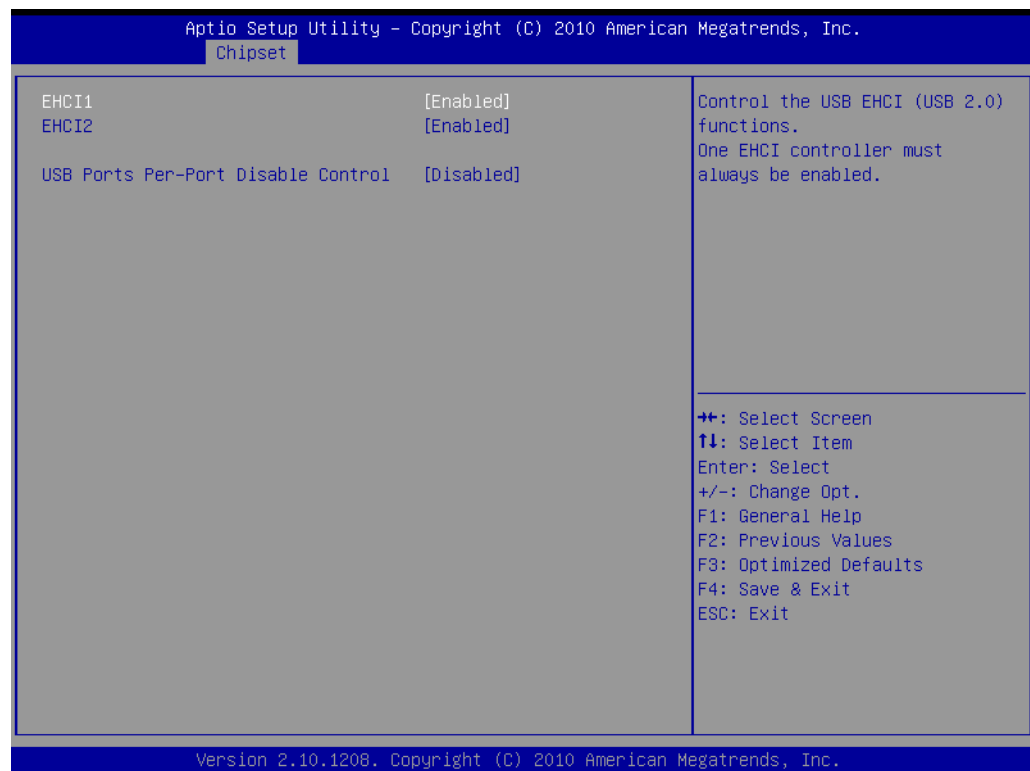 Aptio Setup Utility – Copyright (C) 2010 American Megatrends, Inc.
Chipset
EHCI1 [Enabled]
EHCI2 [Enabled]
USB Ports Per-Port Disable Control [Disabled]
Control the USB EHCI (USB 2.0)
functions.
One EHCI controller must
always be enabled.
→←: Select Screen
↑↓: Select Item
Enter: Select
+/-: Change Opt.
F1: General Help
F2: Previous Values
F3: Optimized Defaults
F4: Save & Exit
ESC: Exit
Version 2.10.1208. Copyright (C) 2010 American Megatrends, Inc.